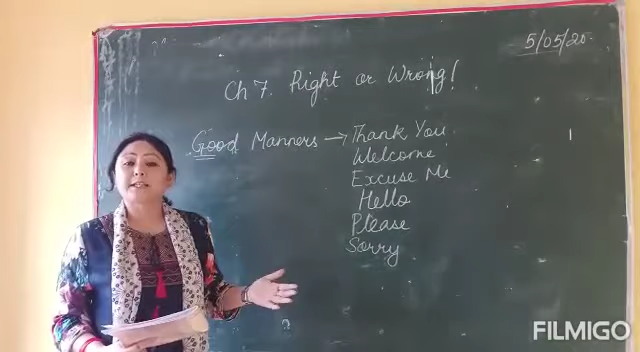 5/05/20
Ch 7. Right or Wrong!
Good Manners → Thank You
Welcome
Excuse Me
Hello
Please
Sorry
FILMIGO